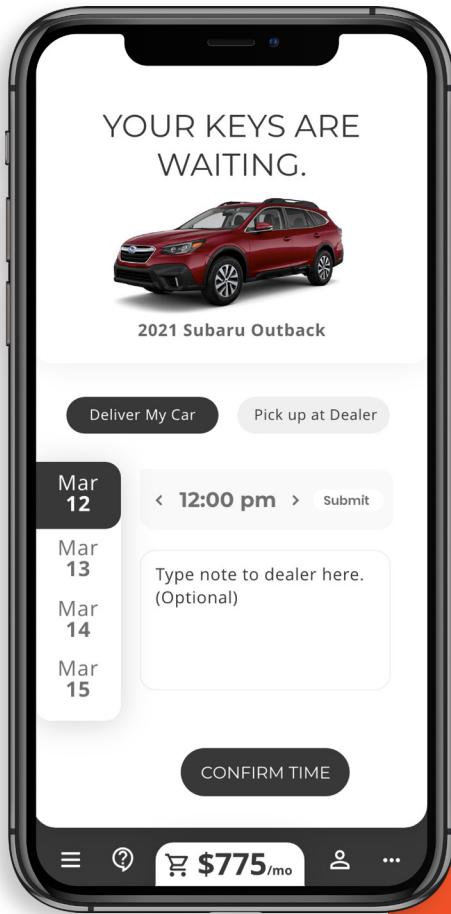 YOUR KEYS ARE
WAITING.
2021 Subaru Outback
Deliver My Car
Pick up at Dealer
Mar
12
Mar
13
Mar
14
Mar
15
< 12:00 pm > Submit
Type note to dealer here.
(Optional)
CONFIRM TIME
$775/mo